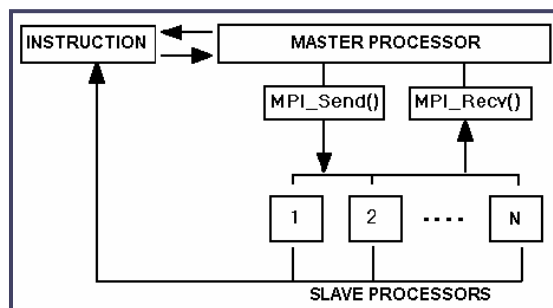 INSTRUCTION
MASTER PROCESSOR
MPI_Send()
MPI_Recv()
1
2
----
N
SLAVE PROCESSORS